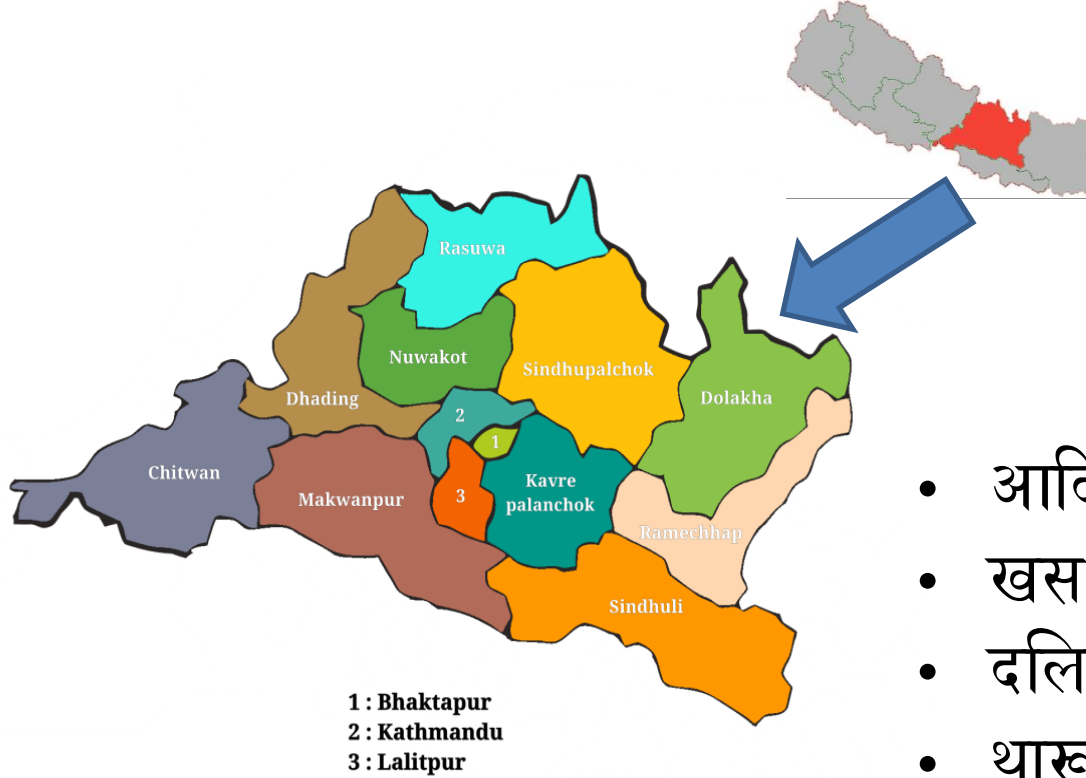 Rasuwa
Nuwakot
Sindhupalchok
Dhading
Dolakha
2
1
Chitwan
Makwanpur
3
Kavre
palanchok
Ramechhap
Sindhuli
1 : Bhaktapur
2 : Kathmandu
3 : Lalitpur
• खस